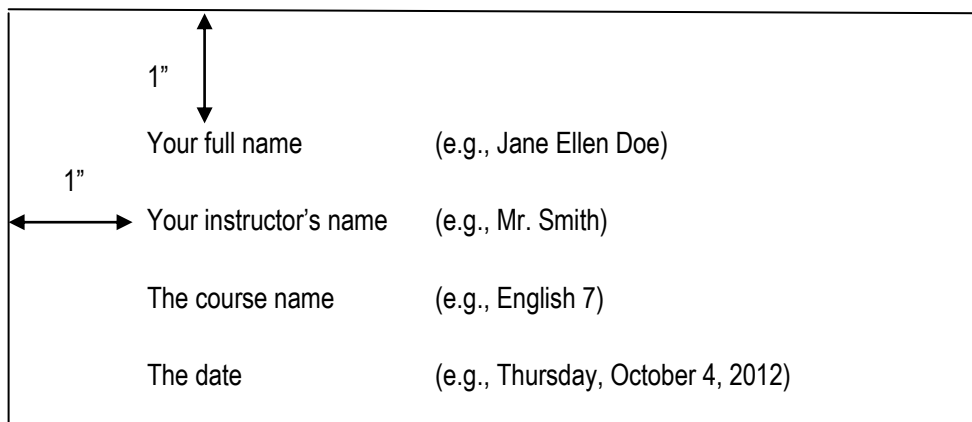 1”
Your full name (e.g., Jane Ellen Doe)
1”
Your instructor’s name (e.g., Mr. Smith)
The course name (e.g., English 7)
The date (e.g., Thursday, October 4, 2012)